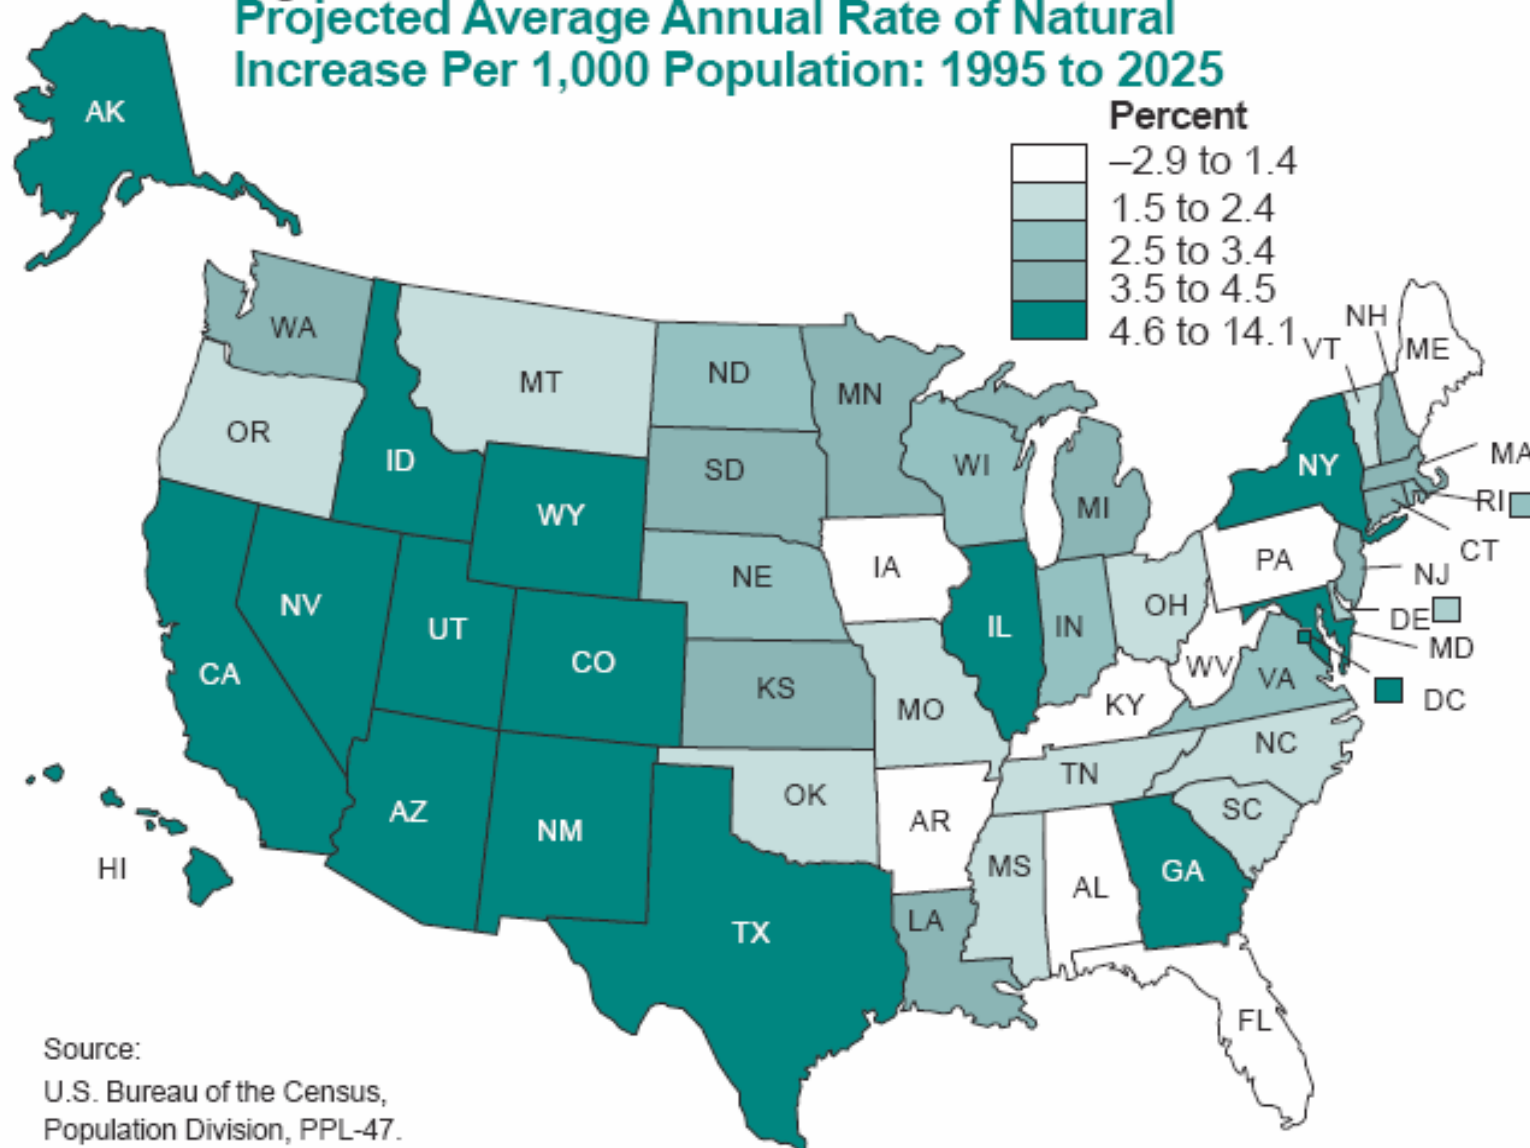 Projected Average Annual Rate of Natural
Increase Per 1,000 Population: 1995 to 2025
AK
Percent
–2.9 to 1.4
1.5 to 2.4
2.5 to 3.4
3.5 to 4.5
4.6 to 14.1
NH
VT
ME
WA
MT
ND
MN
OR
ID
SD
WI
MI
NY
MA
RI
CT
WY
NE
IA
PA
NJ
DE
MD
DC
NV
UT
CO
IL
IN
OH
CA
KS
MO
WV
VA
KY
NC
TN
AZ
NM
OK
AR
SC
HI
MS
AL
GA
TX
LA
FL
Source:
U.S. Bureau of the Census,
Population Division, PPL-47.